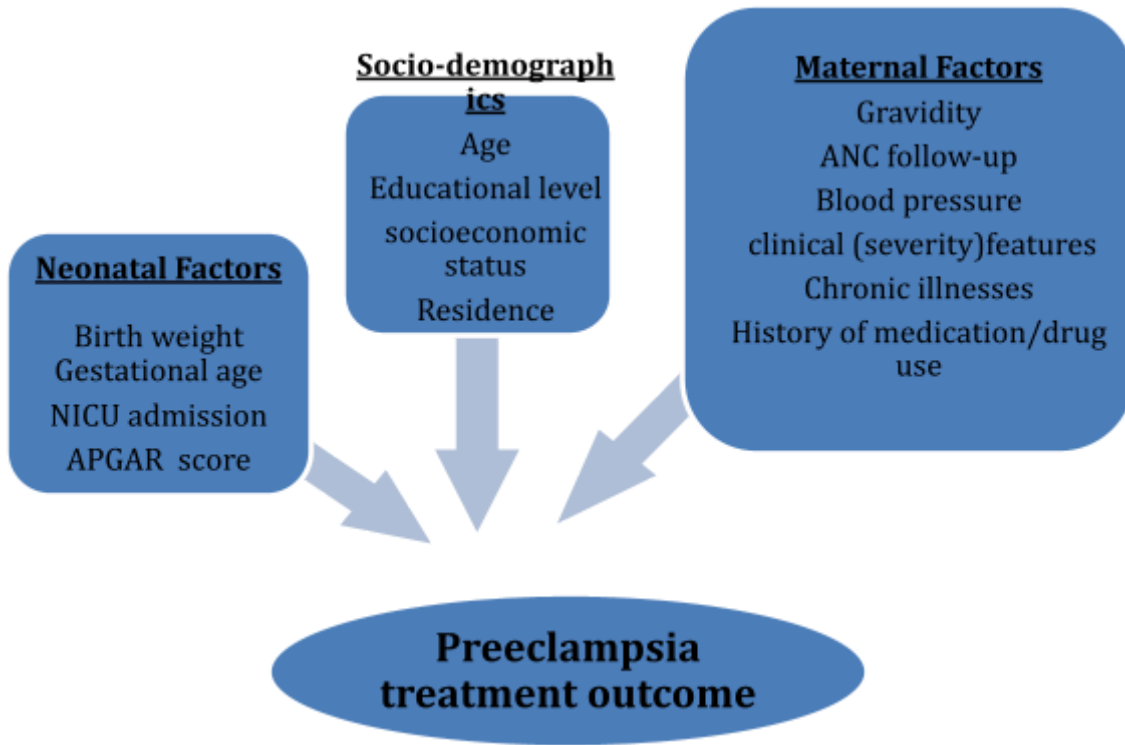 Socio-demograph
ics
Age
Educational level
socioeconomic
status
Residence
Maternal Factors
Gravidity
ANC follow-up
Blood pressure
clinical (severity)features
Chronic illnesses
History of medication/drug
use
Neonatal Factors
Birth weight
Gestational age
NICU admission
APGAR score
Preeclampsia
treatment outcome